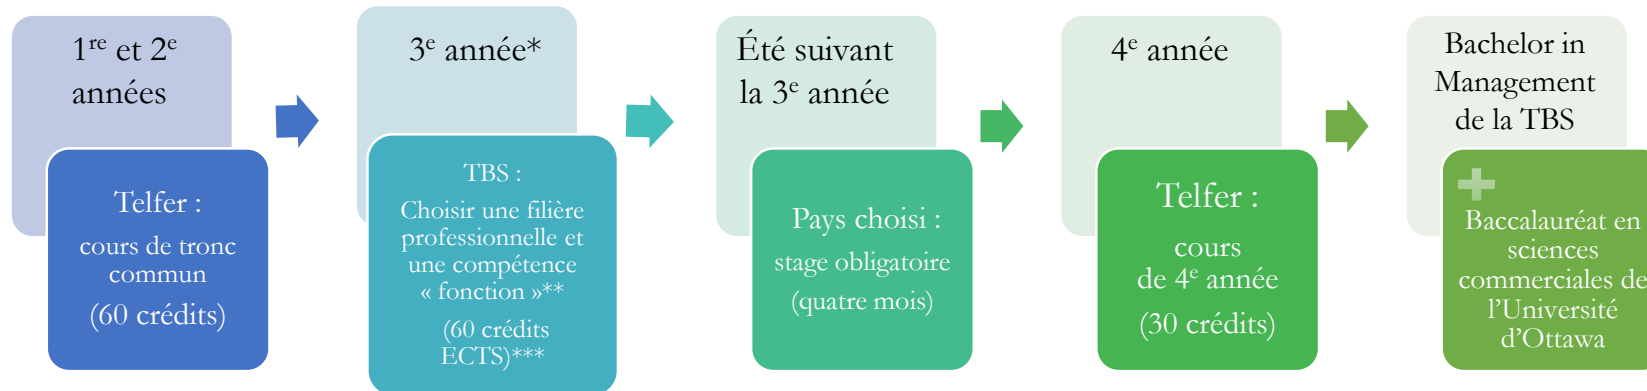 1re et 2e
années
Telfer :
cours de tronc
commun
(60 crédits)
3e année*
TBS :
Choisir une filière
professionnelle et
une compétence
« fonction »**
(60 crédits
ECTS)***
Été suivant
la 3e année
Pays choisi :
stage obligatoire
(quatre mois)
4e année
Telfer :
cours
de 4e année
(30 crédits)
Bachelor in
Management
de la TBS
Baccalauréat en
sciences
commerciales de
l’Université
d’Ottawa